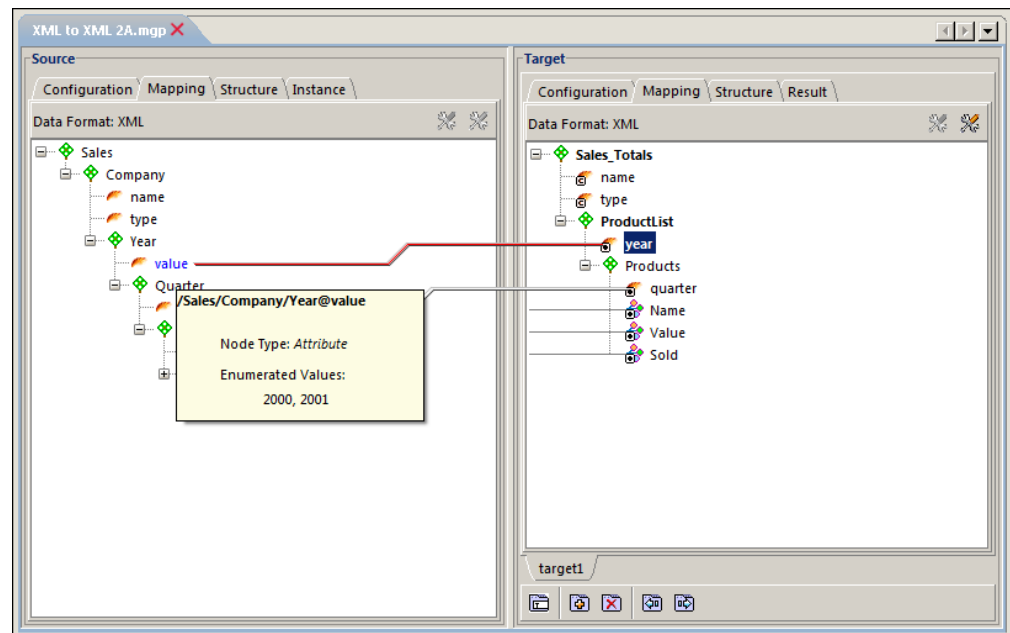 XML to XML 2A.mgp
Source
Configuration Mapping Structure Instance
Data Format: XML
Sales
Company
name
type
Year
value
Quarter
/Sales/Company/Year@value
Node Type: Attribute
Enumerated Values:
2000, 2001
Target
Configuration Mapping Structure Result
Data Format: XML
Sales_Totals
name
type
ProductList
year
Products
quarter
Name
Value
Sold
target1